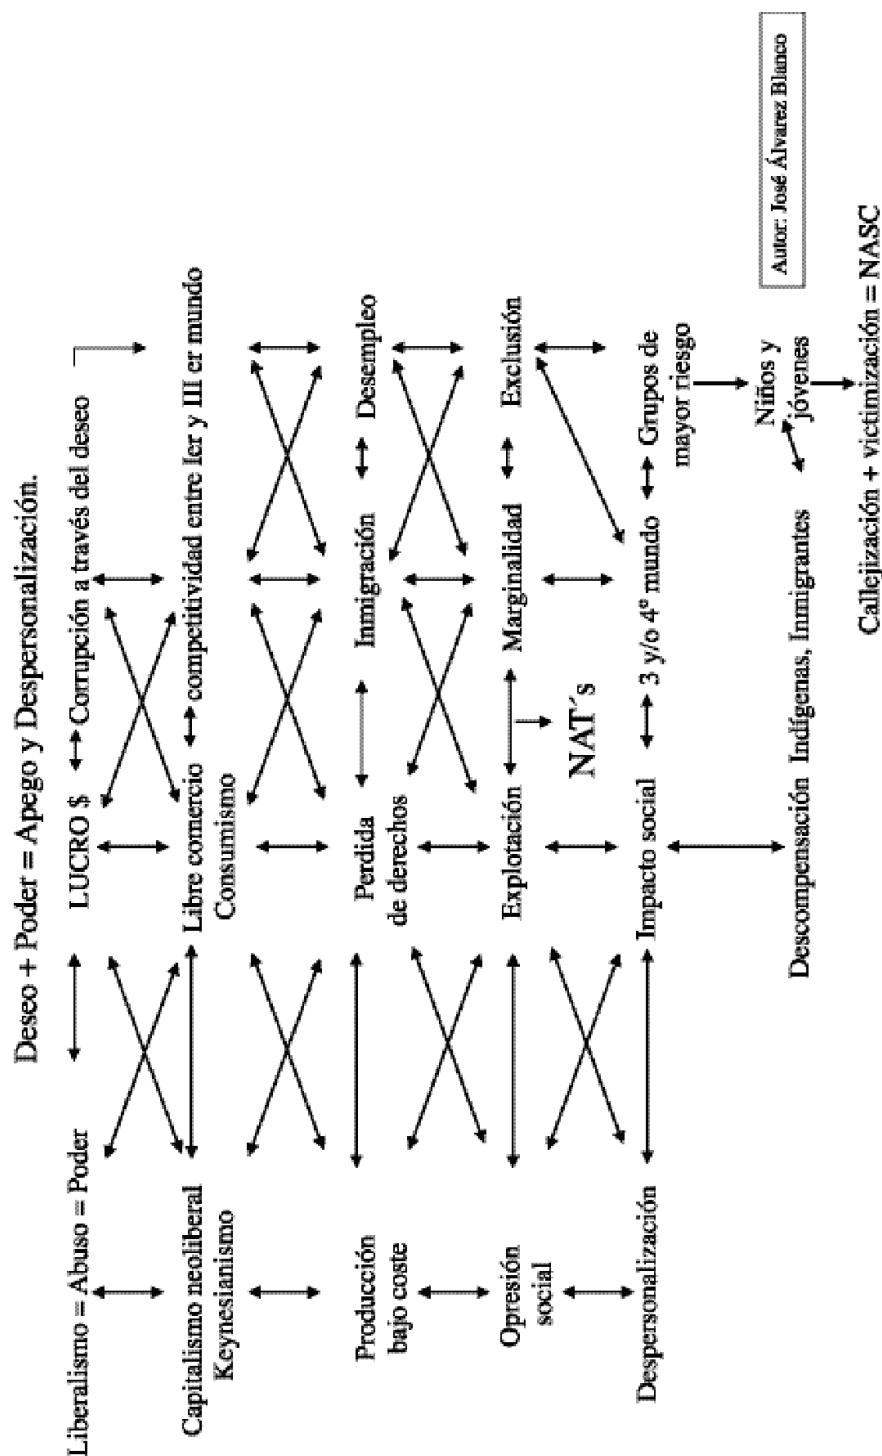 Deseo + Poder = Apego y Despersonalización.
Liberalismo = Abuso = Poder
LUCRO $
Corrupción a través del deseo
Capitalismo neoliberal
Keynesianismo
Libre comercio
Consumismo
competitividad entre Ier y III er mundo
Producción
bajo coste
Perdida
de derechos
Inmigración
Desempleo
Opresión
social
Explotación
Marginalidad
Exclusión
NAT´s
Despersonalización
Impacto social
3 y/o 4º mundo
Grupos de
mayor riesgo
Niños y
jóvenes
Descompensación
Indígenas, Inmigrantes
Autor: José Álvarez Blanco
Callejización + victimización = NASC